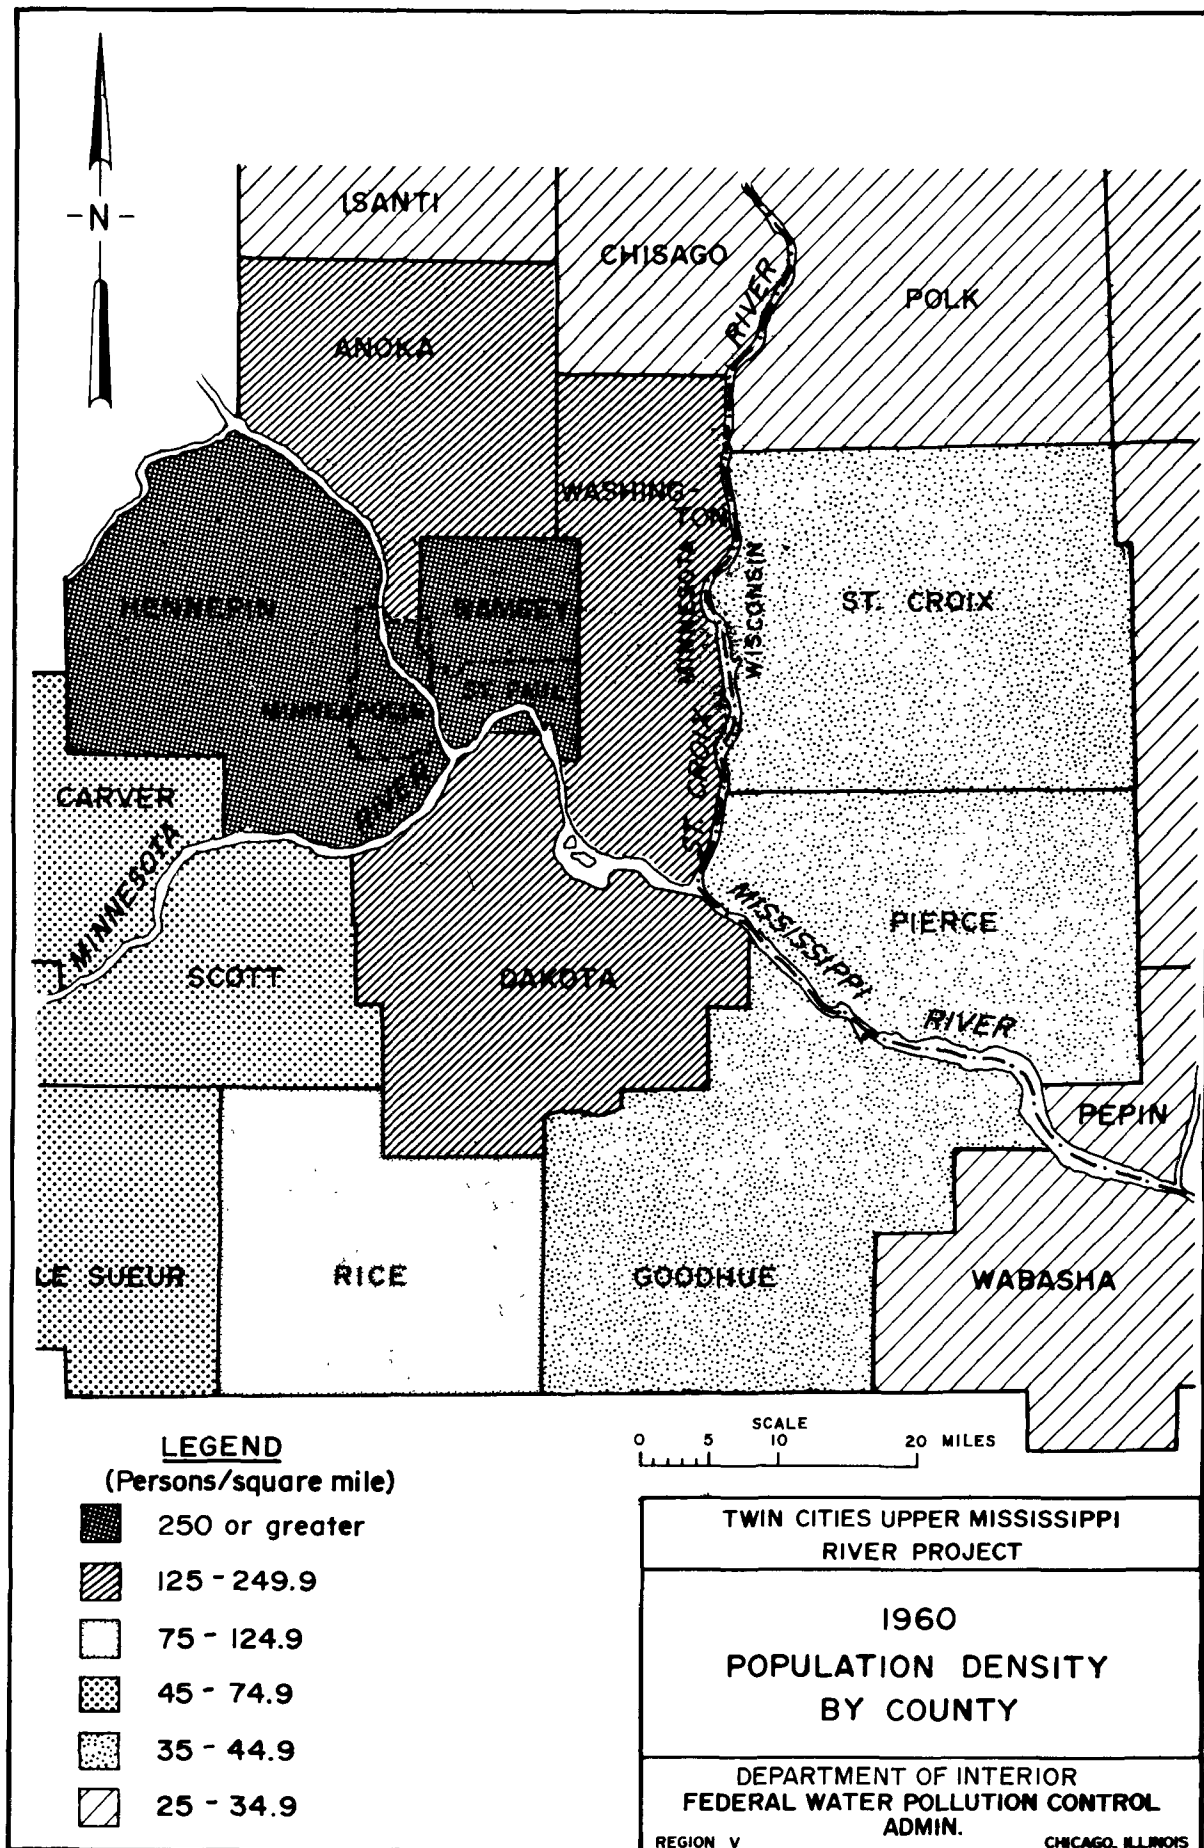 - N -
ISANTI
CHISAGO
RIVER
POLK
ANOKA
WASHING-
TON
HENNEPIN
RAMSEY
MINNESOTA
WISCONSIN
ST. CROIX
ST. PAUL
MINNEAPOLIS
ST. CROIX
RIVER
CARVER
MINNESOTA
MISSISSIPPI
PIERCE
SCOTT
DAKOTA
RIVER
PEPIN
LE SUEUR
RICE
GOODHUE
WABASHA
LEGEND
(Persons/square mile)
250 or greater
125 - 249.9
75 - 124.9
45 - 74.9
35 - 44.9
25 - 34.9
SCALE
0 5 10 20 MILES
TWIN CITIES UPPER MISSISSIPPI
RIVER PROJECT
1960
POPULATION DENSITY
BY COUNTY
DEPARTMENT OF INTERIOR
FEDERAL WATER POLLUTION CONTROL
ADMIN.
REGION V CHICAGO, ILLINOIS